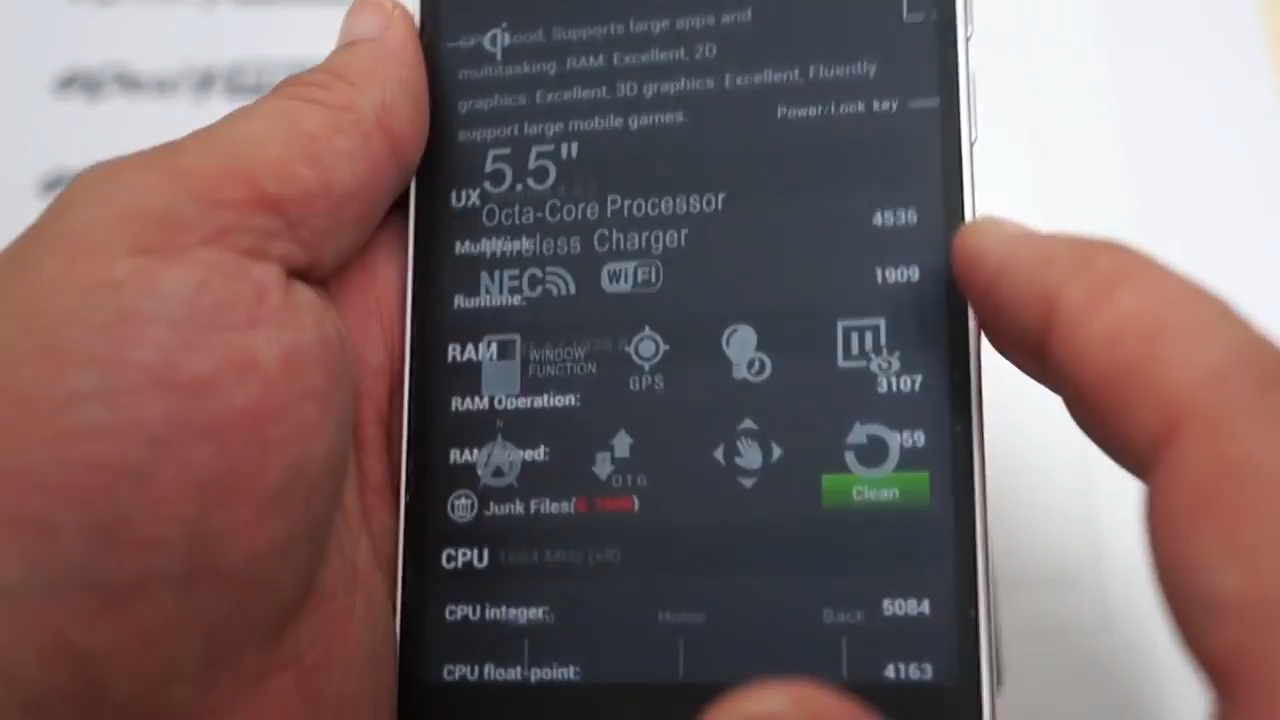 Good, Supports large apps and
multitasking. RAM: Excellent, 2D
graphics: Excellent, 3D graphics: Excellent, Fluently
support large mobile games.
Power/Lock key
5.5"
UX
Octa-Core Processor
4536
Wireless Charger
Multitask:
NFC WiFi
1909
Runtime:
RAM
WINDOW
FUNCTION
GPS
3107
RAM Operation:
RAM Speed:
OTG
Junk Files(
Clean
CPU
CPU integer:
Home
Back
5084
CPU float-point:
4163